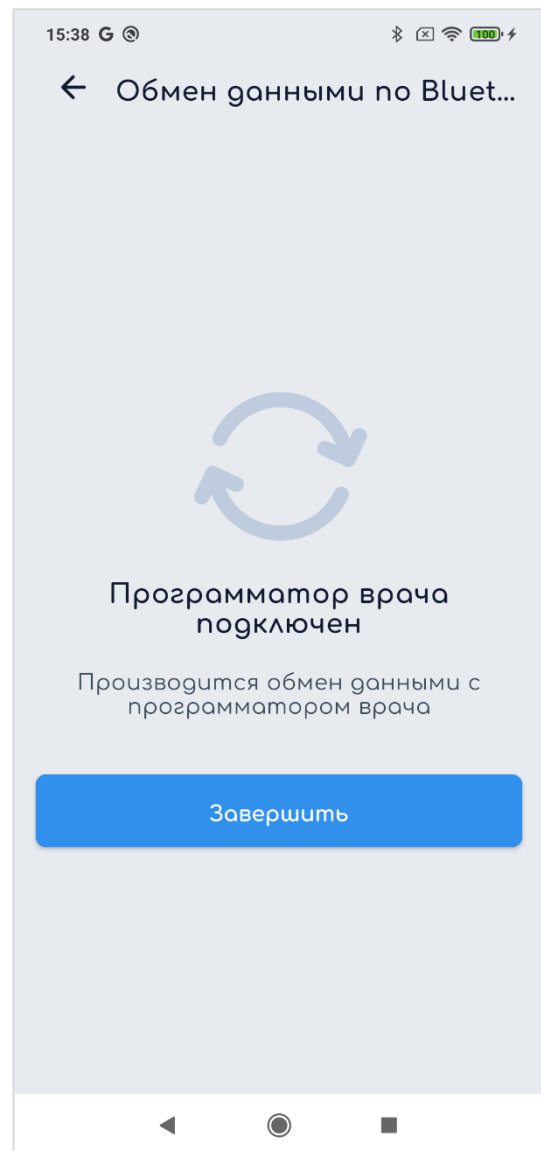 15:38 G 100
Обмен данными по Bluet...
Программатор врача
подключен
Производится обмен данными с
программатором врача
Завершить